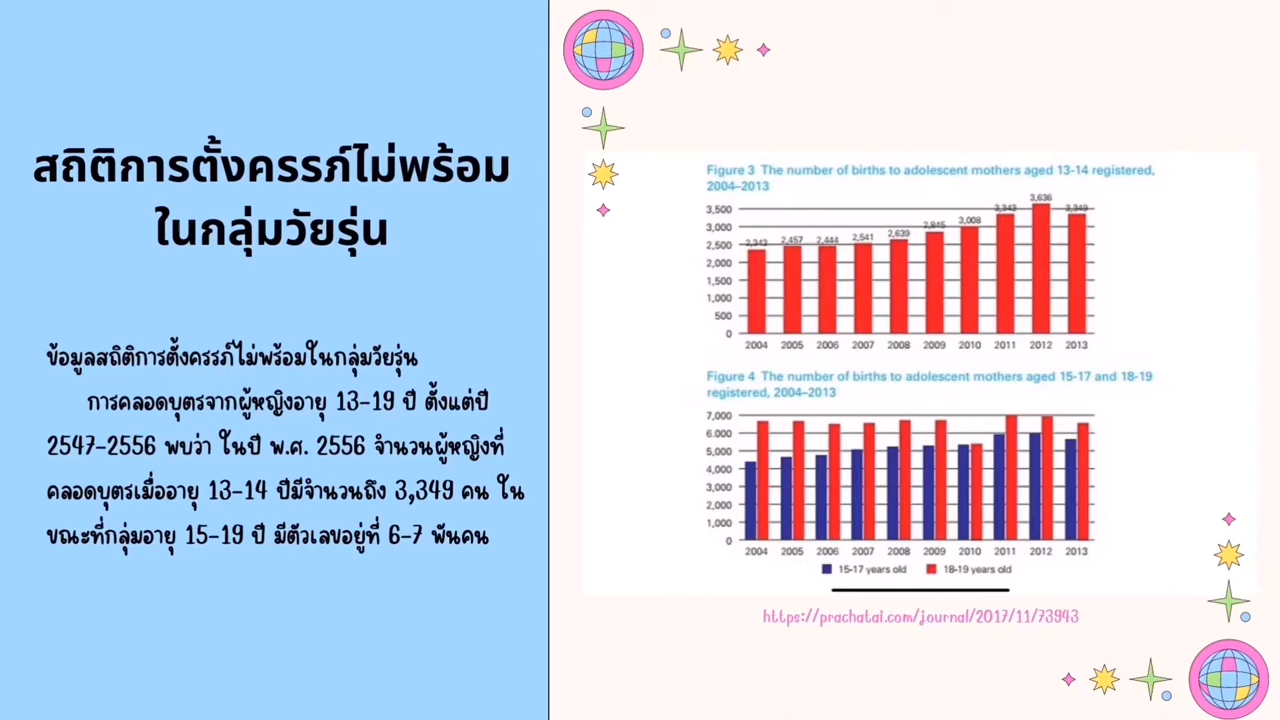 สถิติการตั้งครรภ์ไม่พร้อม
ในกลุ่มวัยรุ่น
ข้อมูลสถิติการตั้งครรภ์ไม่พร้อมในกลุ่มวัยรุ่น
การคลอดบุตรจากผู้หญิงอายุ 13-19 ปี ตั้งแต่ปี
2547-2556 พบว่า ในปี พ.ศ. 2556 จำนวนผู้หญิงที่
คลอดบุตรเมื่ออายุ 13-14 ปีมีจำนวนถึง 3,349 คน ใน
ขณะที่กลุ่มอายุ 15-19 ปี มีตัวเลขอยู่ที่ 6-7 พันคน
Figure 3 The number of births to adolescent mothers aged 13-14 registered,
2004–2013
3,500
3,000
2,500
2,000
1,500
1,000
500
0
2,343 2,457 2,444 2,541 2,639 2,845 3,008 3,343 3,636 3,349
2004 2005 2006 2007 2008 2009 2010 2011 2012 2013
Figure 4 The number of births to adolescent mothers aged 15-17 and 18-19
registered, 2004–2013
7,000
6.000
5,000
4,000
3,000
2,000
1,000
0
2004 2005 2006 2007 2008 2009 2010 2011 2012 2013
15-17 years old 18-19 years old
https://prachatai.com/journal/2017/11/73943